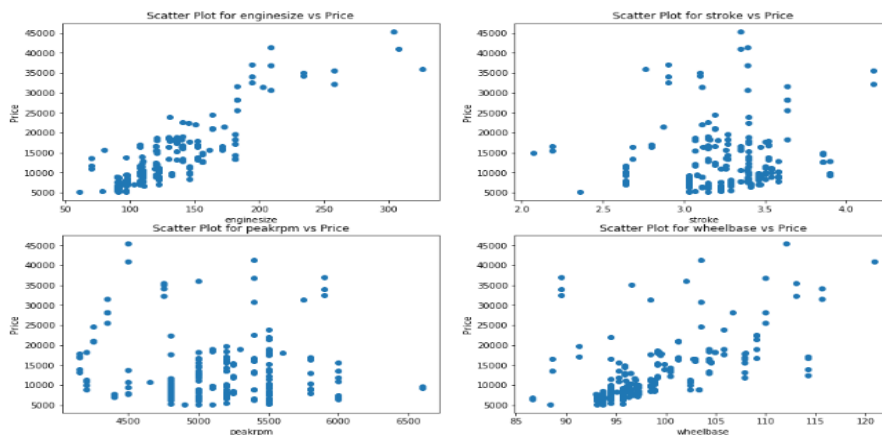 Scatter Plot for enginesize vs Price
45000
40000
35000
30000
25000
20000
15000
10000
5000
Price
50 100 150 200 250 300
enginesize
Scatter Plot for stroke vs Price
45000
40000
35000
30000
25000
20000
15000
10000
5000
Price
2.0 2.5 3.0 3.5 4.0
stroke
Scatter Plot for peakrpm vs Price
45000
40000
35000
30000
25000
20000
15000
10000
5000
Price
4500 5000 5500 6000 6500
peakrpm
Scatter Plot for wheelbase vs Price
45000
40000
35000
30000
25000
20000
15000
10000
5000
Price
85 90 95 100 105 110 115 120
wheelbase